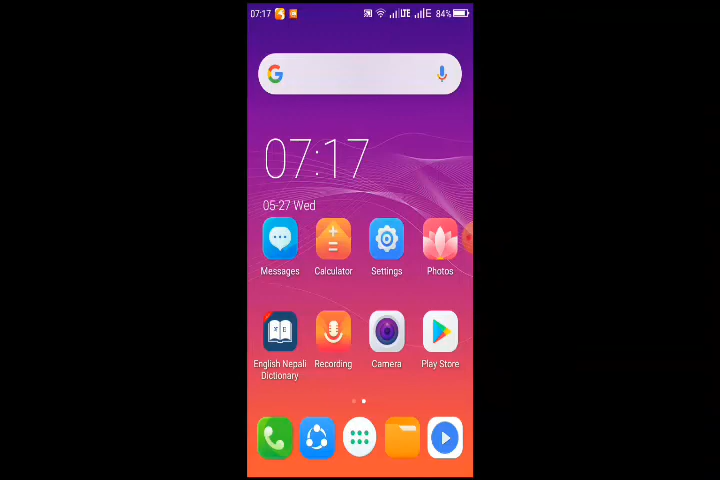 07:17 LTE E 84%
07:17
05-27 Wed
Messages Calculator Settings Photos
English Nepali Dictionary Recording Camera Play Store